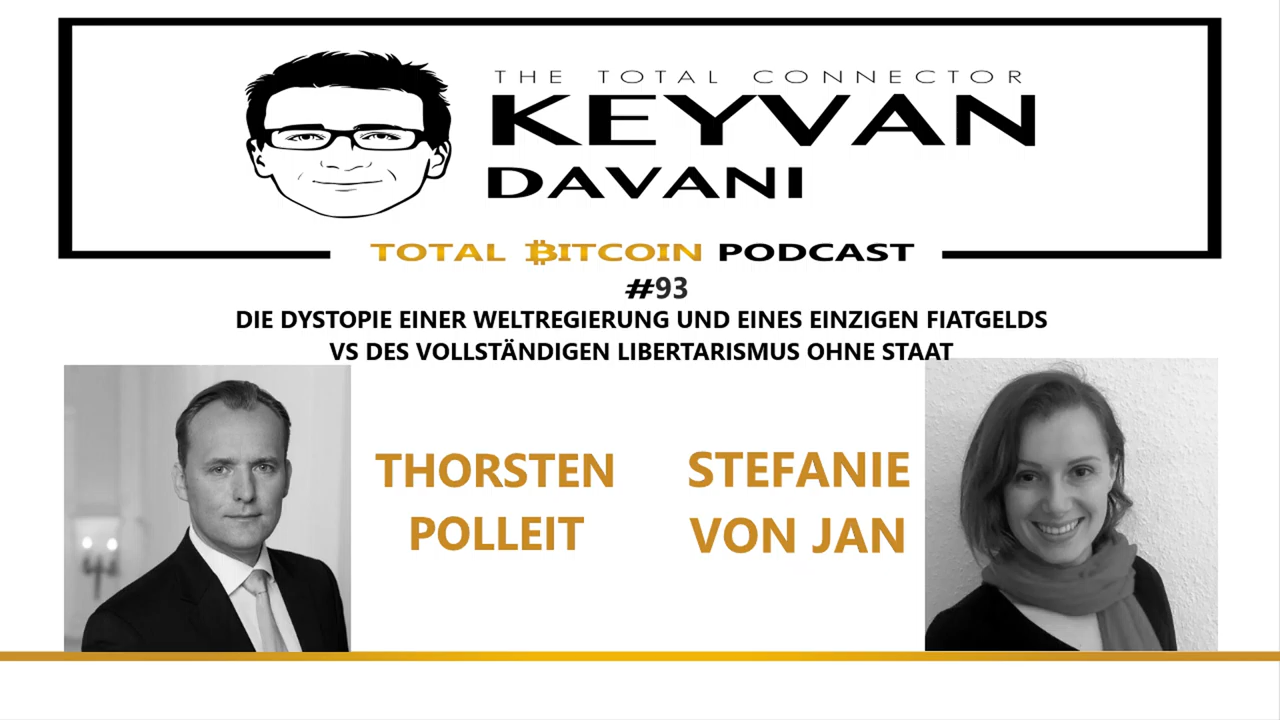 THE TOTAL CONNECTOR
KEYVAN
DAVANI
TOTAL ₿ITCOIN PODCAST
#93
DIE DYSTOPIE EINER WELTREGIERUNG UND EINES EINZIGEN FIATGELDS
VS DES VOLLSTÄNDIGEN LIBERTARISMUS OHNE STAAT
THORSTEN
POLLEIT
STEFANIE
VON JAN